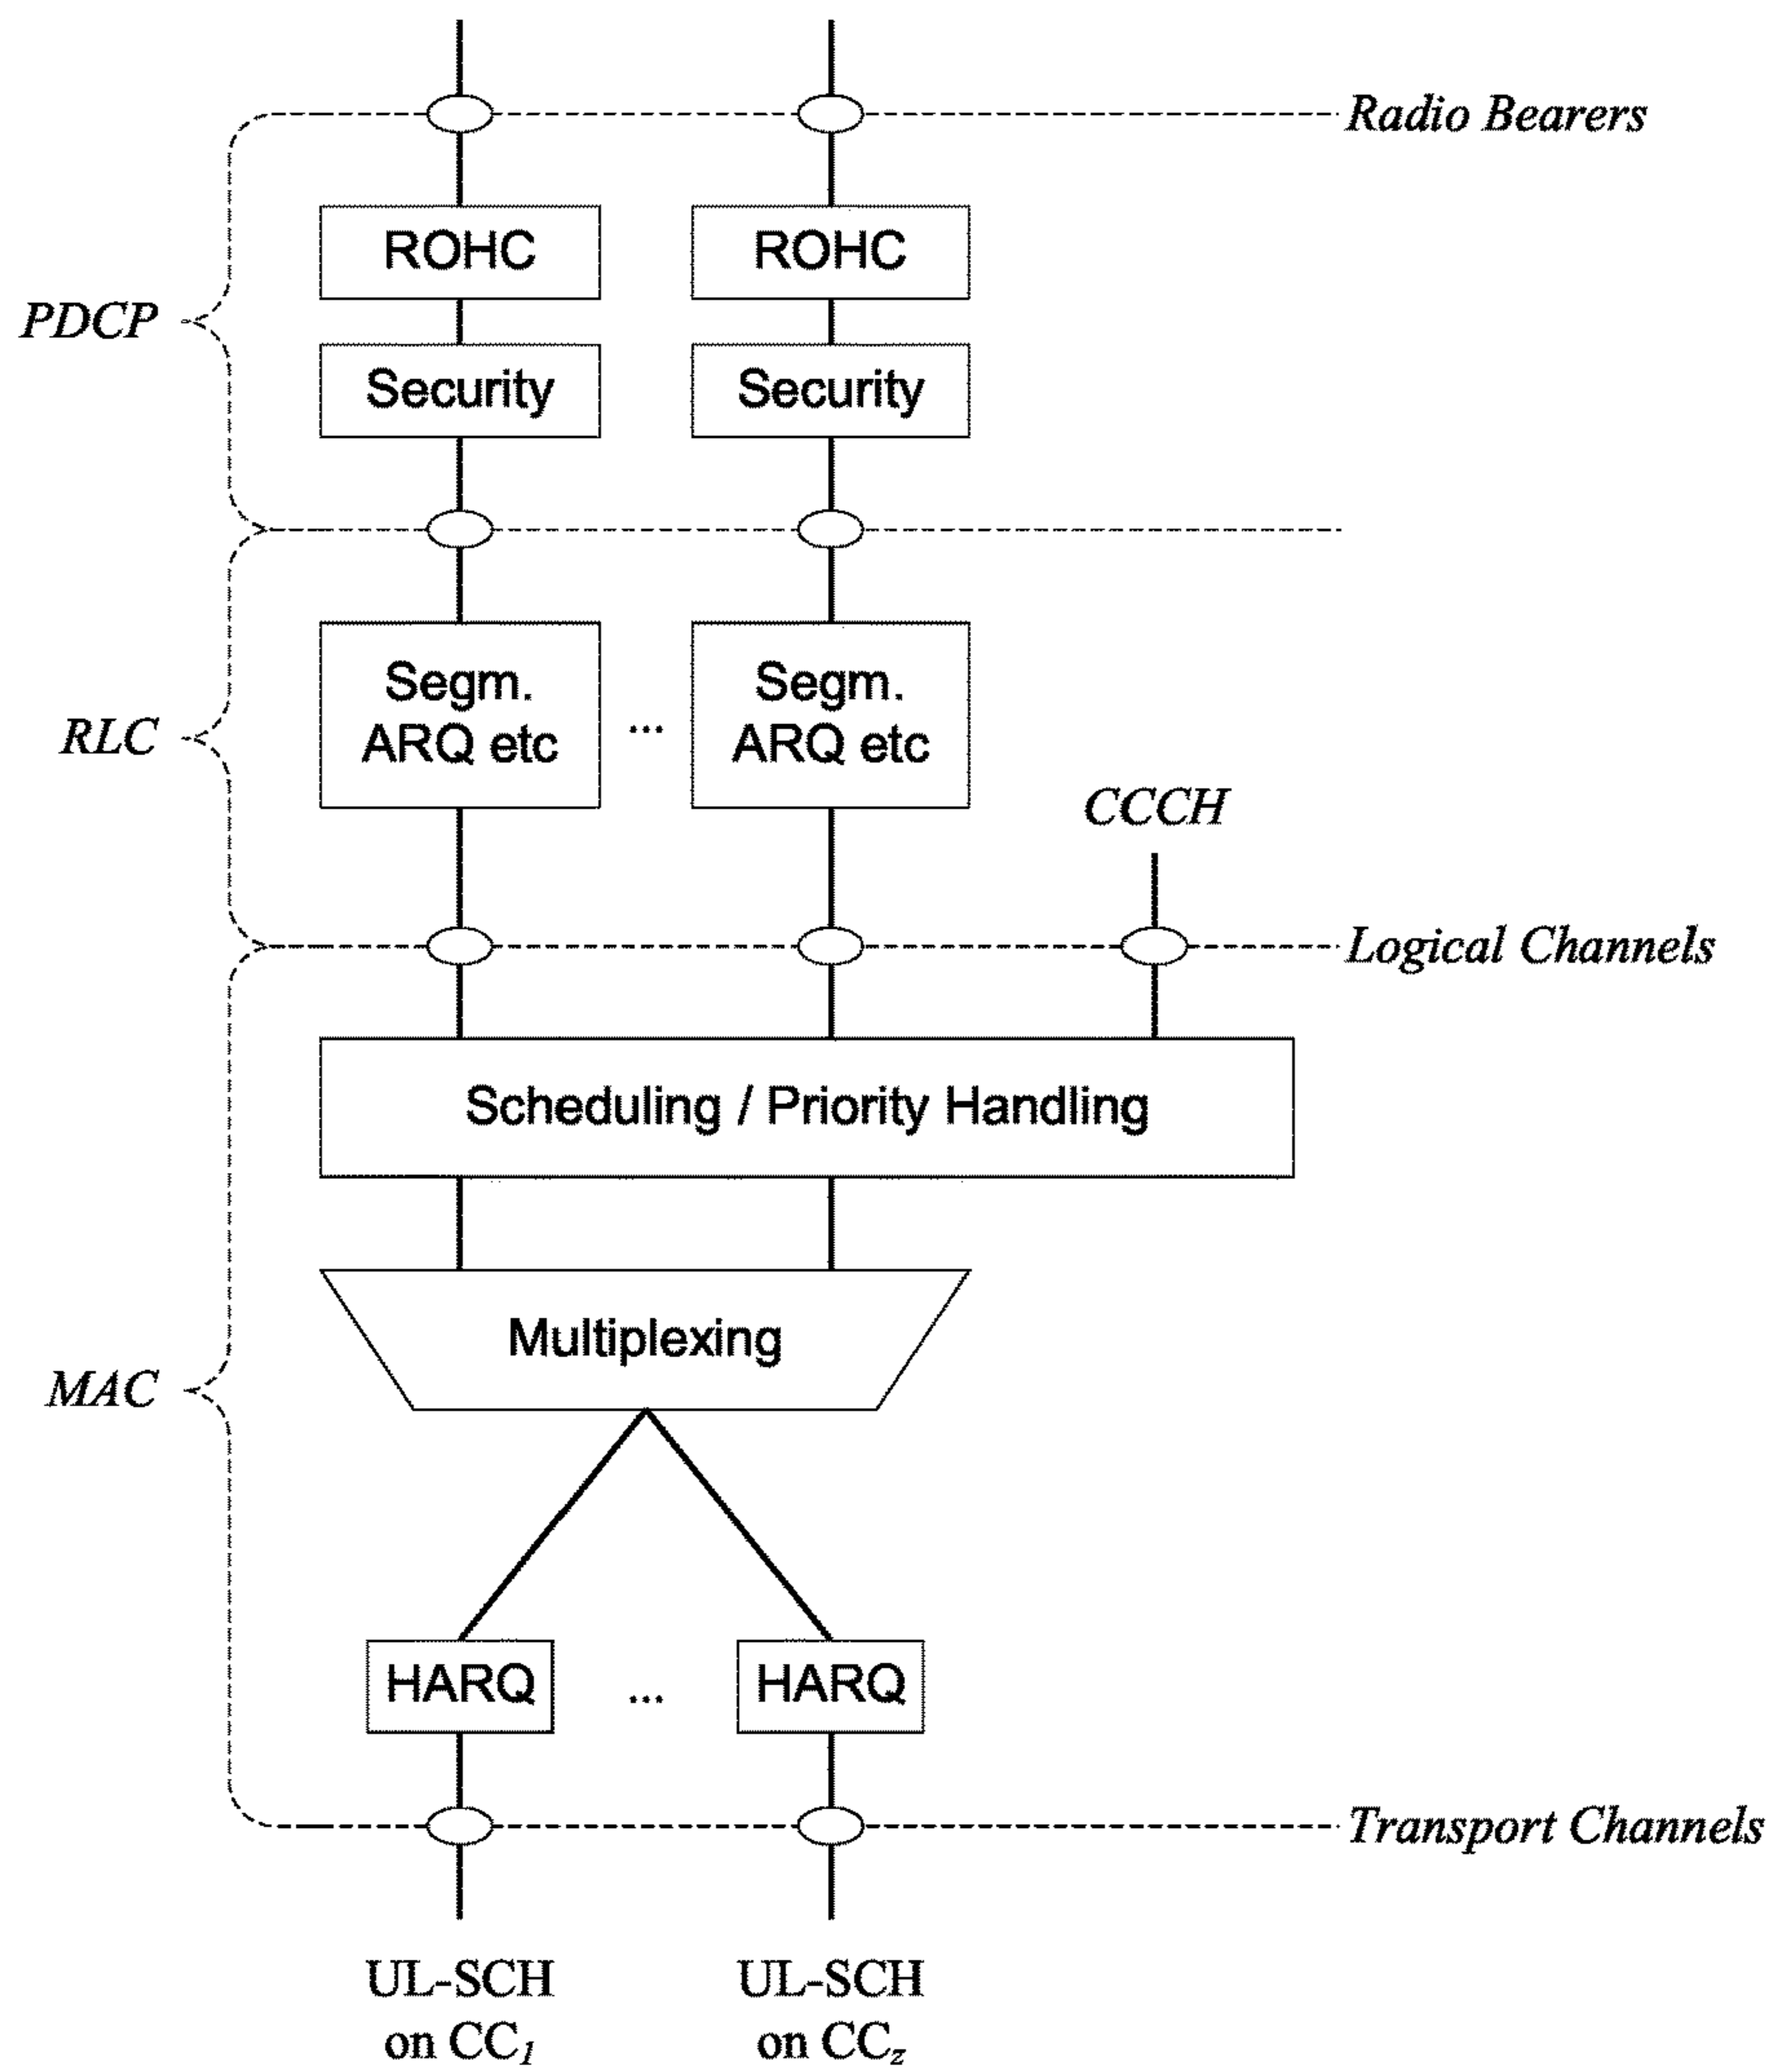 Radio Bearers
ROHC
ROHC
PDCP
Security
Security
Segm.
ARQ etc
...
Segm.
ARQ etc
RLC
CCCH
Logical Channels
Scheduling / Priority Handling
Multiplexing
MAC
HARQ
...
HARQ
Transport Channels
UL-SCH
on CC1
UL-SCH
on CCz